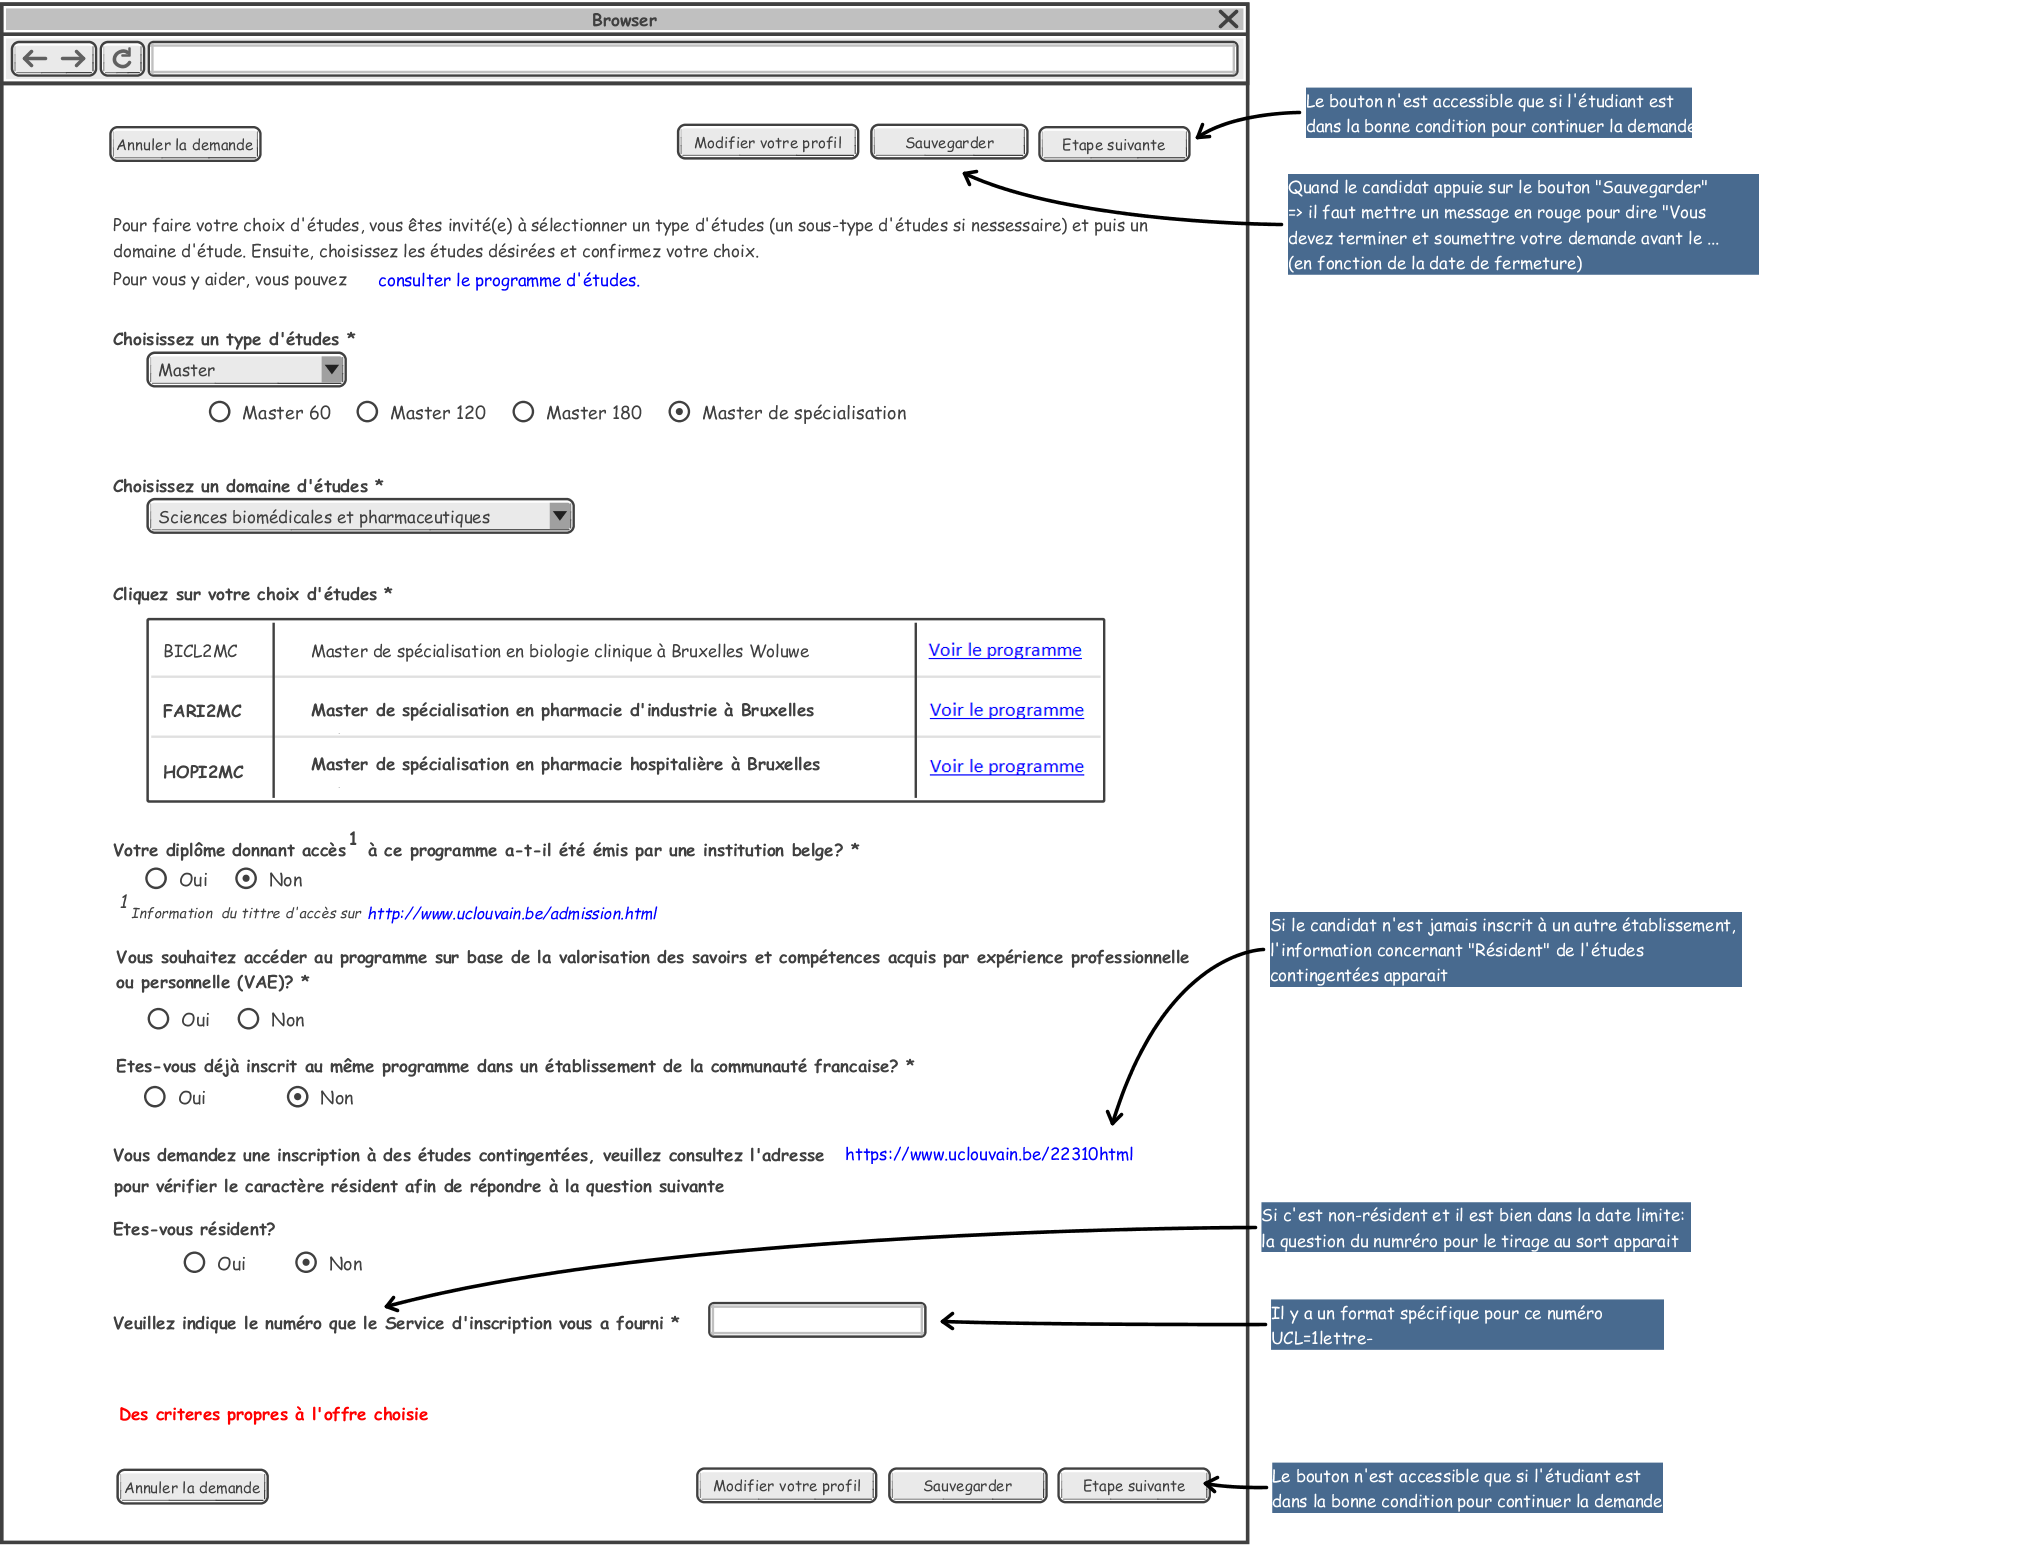 Browser
Annuler la demande
Modifier votre profil
Sauvegarder
Etape suivante
Le bouton n'est accessible que si l'étudiant est
dans la bonne condition pour continuer la demande
Quand le candidat appuie sur le bouton "Sauvegarder"
=> il faut mettre un message en rouge pour dire "Vous
devez terminer et soumettre votre demande avant le ...
(en fonction de la date de fermeture)
Pour faire votre choix d'études, vous êtes invité(e) à sélectionner un type d'études (un sous-type d'études si nessessaire) et puis un
domaine d'étude. Ensuite, choisissez les études désirées et confirmez votre choix.
Pour vous y aider, vous pouvez consulter le programme d'études.
Choisissez un type d'études *
Master
Master 60 Master 120 Master 180 Master de spécialisation
Choisissez un domaine d'études *
Sciences biomédicales et pharmaceutiques
Cliquez sur votre choix d'études *
BICL2MC Master de spécialisation en biologie clinique à Bruxelles Woluwe Voir le programme
FARI2MC Master de spécialisation en pharmacie d'industrie à Bruxelles Voir le programme
HOPI2MC Master de spécialisation en pharmacie hospitalière à Bruxelles Voir le programme
Votre diplôme donnant accès 1 à ce programme a-t-il été émis par une institution belge? *
Oui Non
1 Information du tittre d'accès sur http://www.uclouvain.be/admission.html
Si le candidat n'est jamais inscrit à un autre établissement,
l'information concernant "Résident" de l'études
contingentées apparait
Vous souhaitez accéder au programme sur base de la valorisation des savoirs et compétences acquis par expérience professionnelle
ou personnelle (VAE)? *
Oui Non
Etes-vous déjà inscrit au même programme dans un établissement de la communauté francaise? *
Oui Non
Vous demandez une inscription à des études contingentées, veuillez consultez l'adresse https://www.uclouvain.be/22310html
pour vérifier le caractère résident afin de répondre à la question suivante
Etes-vous résident?
Oui Non
Si c'est non-résident et il est bien dans la date limite:
la question du numréro pour le tirage au sort apparait
Veuillez indique le numéro que le Service d'inscription vous a fourni *
Il y a un format spécifique pour ce numéro
UCL=1lettre-
Des criteres propres à l'offre choisie
Annuler la demande
Modifier votre profil
Sauvegarder
Etape suivante
Le bouton n'est accessible que si l'étudiant est
dans la bonne condition pour continuer la demande